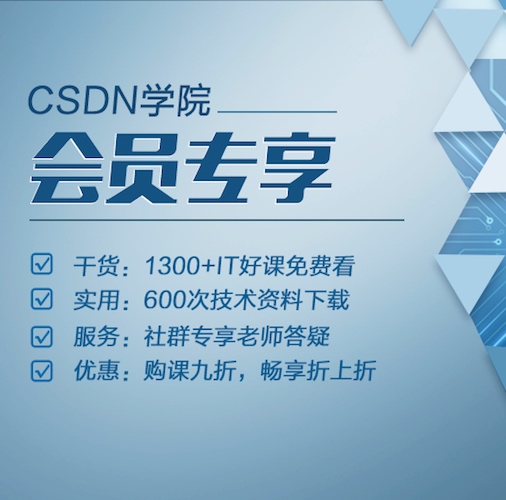 CSDN学院
会员专享
干货：1300+IT好课免费看
实用：600次技术资料下载
服务：社群专享老师答疑
优惠：购课九折，畅享折上折